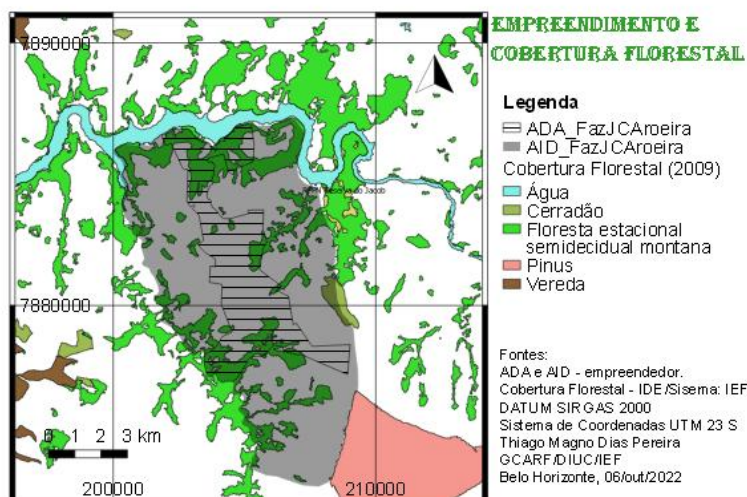 EMPREENDIMENTO E
COBERTURA FLORESTAL
7890000
7880000
200000
210000
0 1 2 3 km
Legenda
ADA_FazJCAroeira
AID_FazJCAroeira
Cobertura Florestal (2009)
Água
Cerradão
Floresta estacional
semidecidual montana
Pinus
Vereda
Fontes:
ADA e AID - empreendedor.
Cobertura Florestal - IDE/Sisema: IEF
DATUM SIRGAS 2000
Sistema de Coordenadas UTM 23 S
Thiago Magno Dias Pereira
GCARF/DIUC/IEF
Belo Horizonte, 06/out/2022